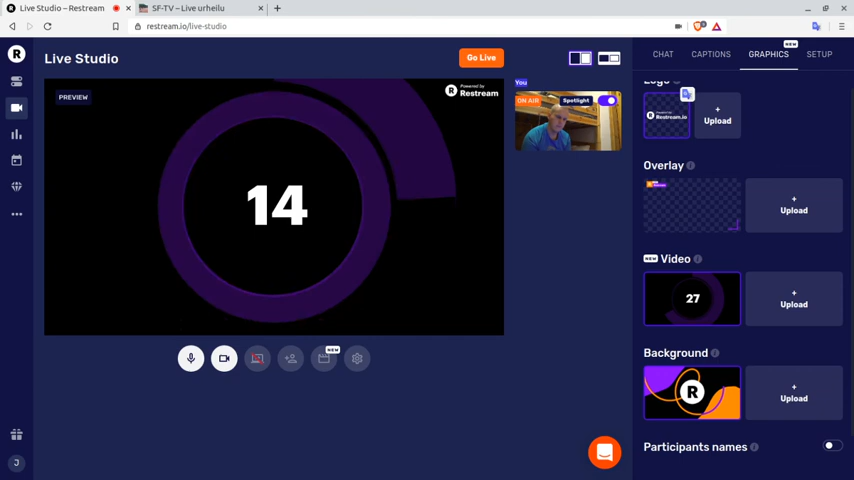 Live Studio – Restream
SF-TV – Live urheilu
restream.io/live-studio
Live Studio
Go Live
NEW
CHAT
CAPTIONS
GRAPHICS
SETUP
PREVIEW
Powered by
Restream
You
ON AIR
Spotlight
14
Logo
Restream.io
+
Upload
Overlay
+
Upload
NEW
Video
27
+
Upload
Background
R
+
Upload
NEW
Participants names
J